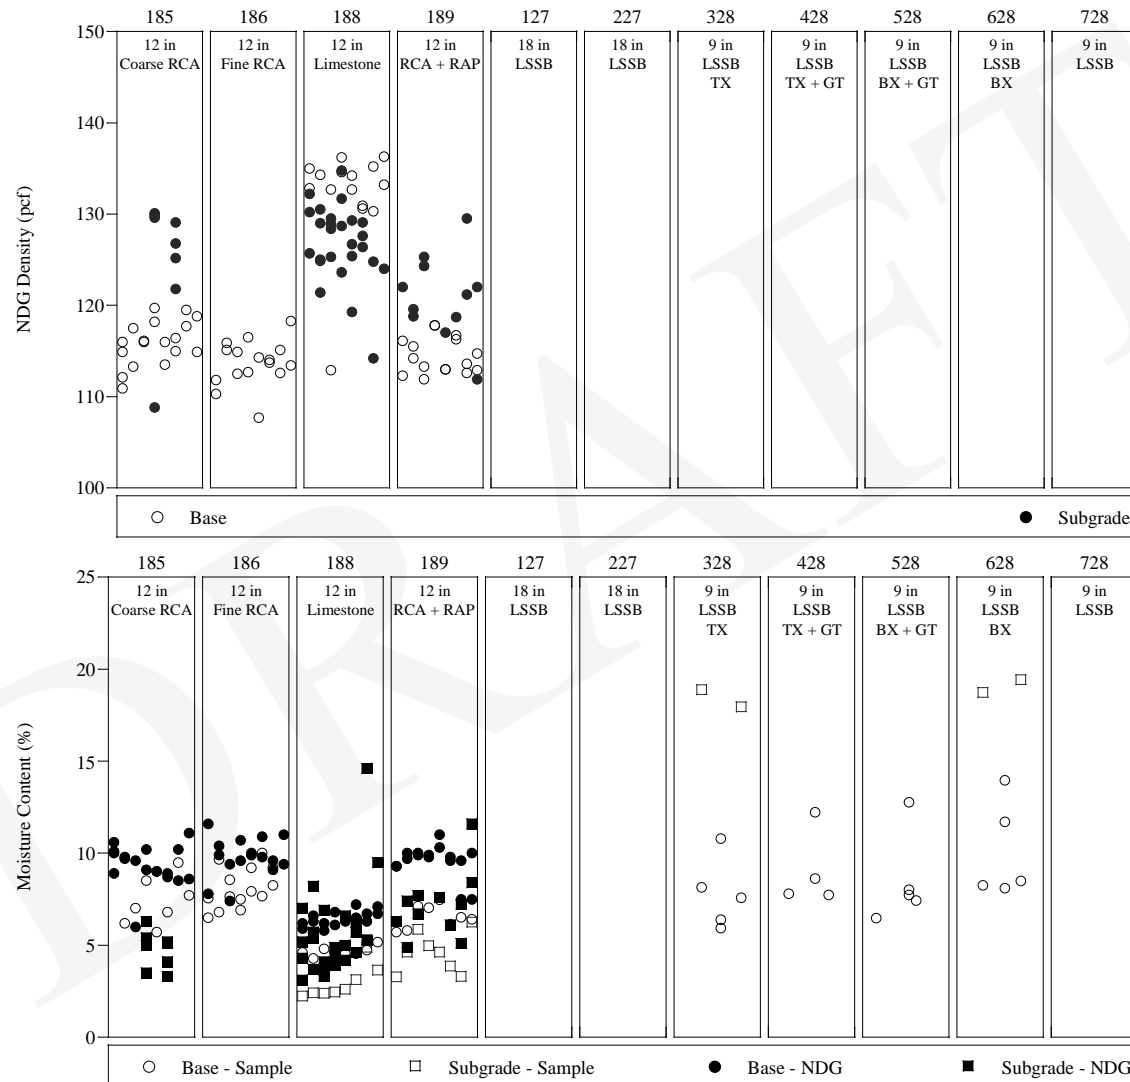 185 186 188 189 127 227 328 428 528 628 728
150 12 in 12 in 12 in 12 in 18 in 18 in 9 in 9 in 9 in 9 in 9 in
Coarse RCA Fine RCA Limestone RCA + RAP LSSB LSSB LSSB LSSB LSSB LSSB LSSB
TX TX + GT BX + GT BX
140
130
120
110
100
NDG Density (pcf)
Base Subgrade
185 186 188 189 127 227 328 428 528 628 728
25 12 in 12 in 12 in 12 in 18 in 18 in 9 in 9 in 9 in 9 in 9 in
Coarse RCA Fine RCA Limestone RCA + RAP LSSB LSSB LSSB LSSB LSSB LSSB LSSB
TX TX + GT BX + GT BX
20
15
10
5
0
Moisture Content (%)
Base - Sample Subgrade - Sample Base - NDG Subgrade - NDG
DRAFT